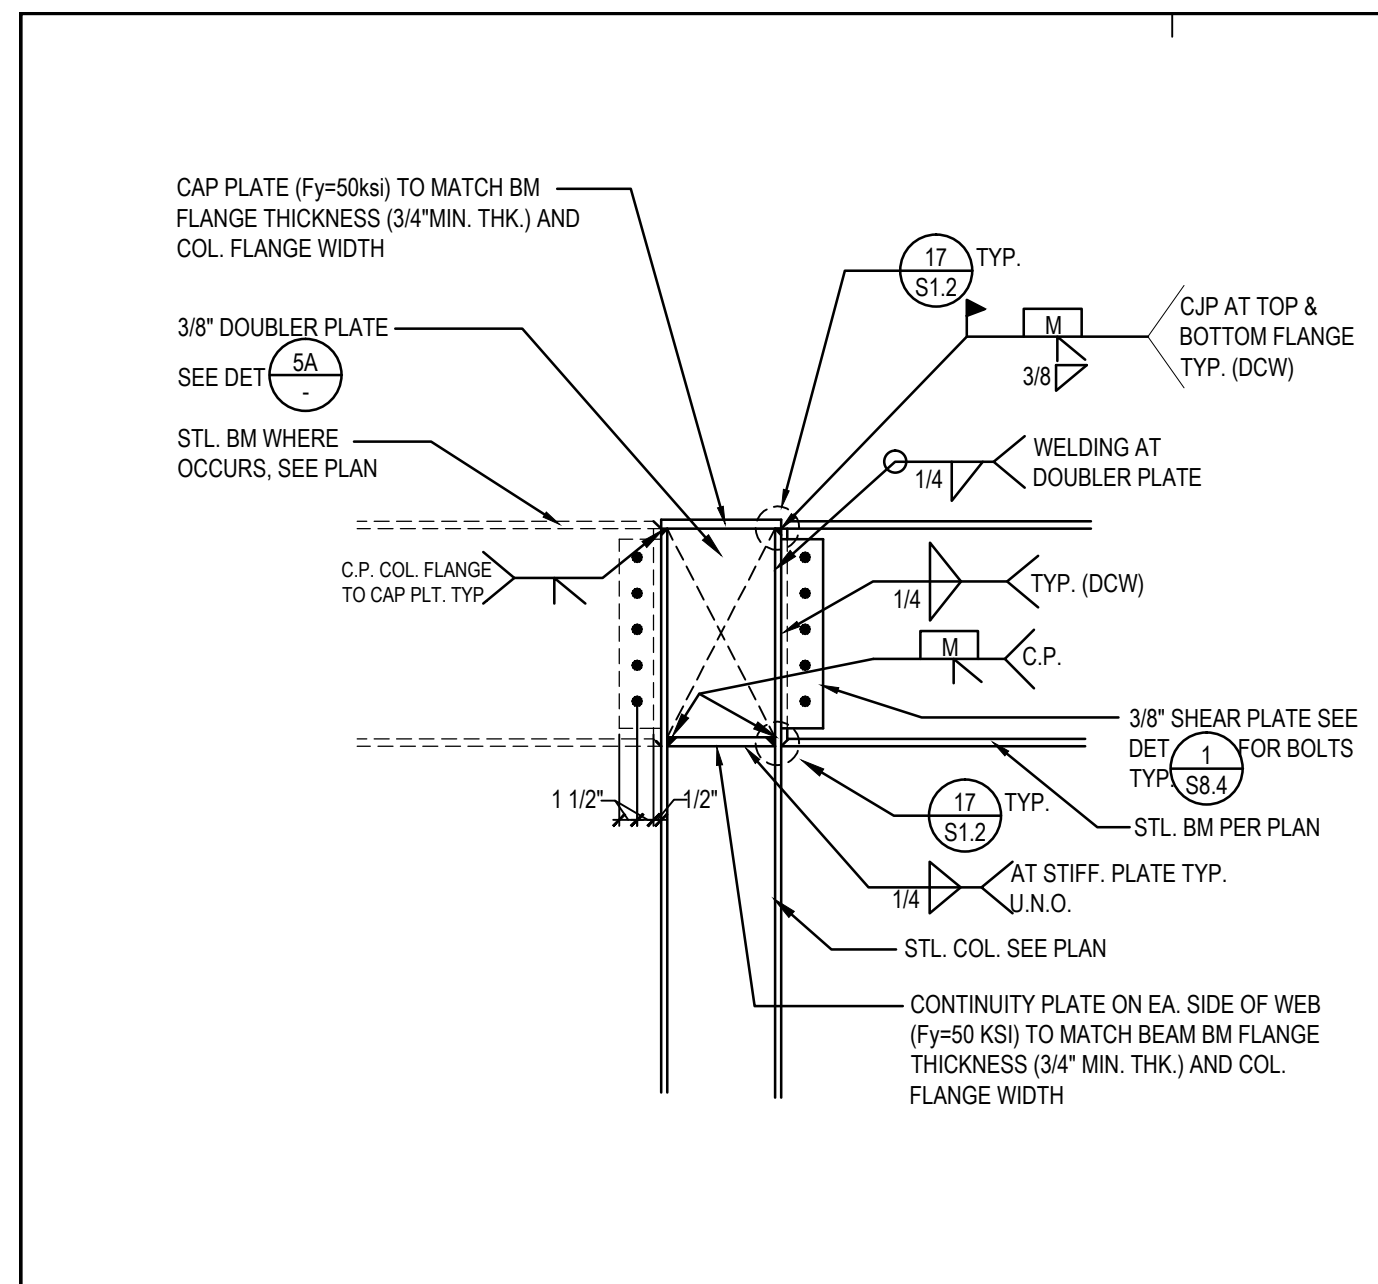 CAP PLATE (Fy=50ksi) TO MATCH BM
FLANGE THICKNESS (3/4"MIN. THK.) AND
COL. FLANGE WIDTH
17
S1.2
TYP.
M
3/8
CJP AT TOP &
BOTTOM FLANGE
TYP. (DCW)
3/8" DOUBLER PLATE
SEE DET
5A
-
STL. BM WHERE
OCCURS, SEE PLAN
1/4
WELDING AT
DOUBLER PLATE
C.P. COL. FLANGE
TO CAP PLT. TYP
1/4
TYP. (DCW)
M
C.P.
3/8" SHEAR PLATE SEE
DET 1 FOR BOLTS
TYP. S8.4
1 1/2"
1/2"
17
S1.2
TYP.
STL. BM PER PLAN
1/4
AT STIFF. PLATE TYP.
U.N.O.
STL. COL. SEE PLAN
CONTINUITY PLATE ON EA. SIDE OF WEB
(Fy=50 KSI) TO MATCH BEAM BM FLANGE
THICKNESS (3/4" MIN. THK.) AND COL.
FLANGE WIDTH